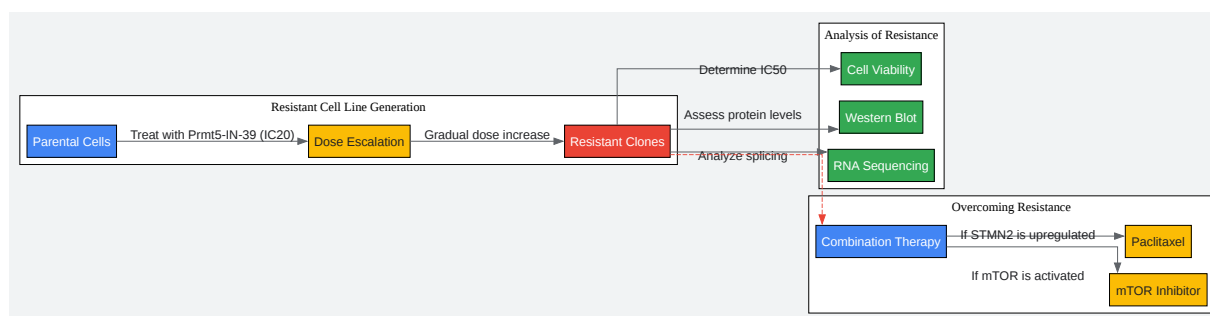 Analysis of Resistance
Determine IC50
Cell Viability
Resistant Cell Line Generation
Assess protein levels
Western Blot
Parental Cells
Treat with Prmt5-IN-39 (IC20)
Dose Escalation
Gradual dose increase
Resistant Clones
Analyze splicing
RNA Sequencing
Overcoming Resistance
Combination Therapy
If STMN2 is upregulated
Paclitaxel
If mTOR is activated
mTOR Inhibitor